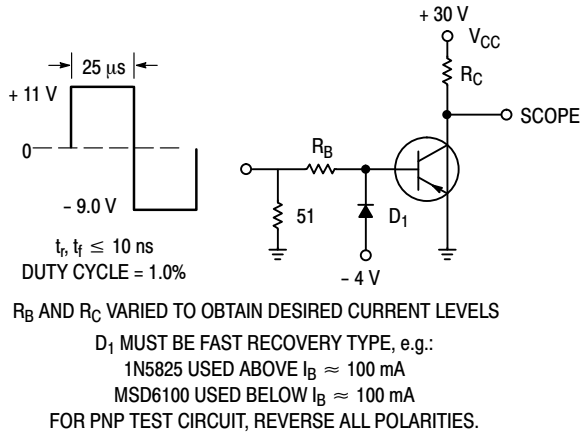 + 30 V
V_CC
R_C
SCOPE
25 μs
+ 11 V
0
- 9.0 V
R_B
51
D_1
- 4 V
t_r, t_f ≤ 10 ns
DUTY CYCLE = 1.0%
R_B AND R_C VARIED TO OBTAIN DESIRED CURRENT LEVELS
D_1 MUST BE FAST RECOVERY TYPE, e.g.:
1N5825 USED ABOVE I_B ≈ 100 mA
MSD6100 USED BELOW I_B ≈ 100 mA
FOR PNP TEST CIRCUIT, REVERSE ALL POLARITIES.